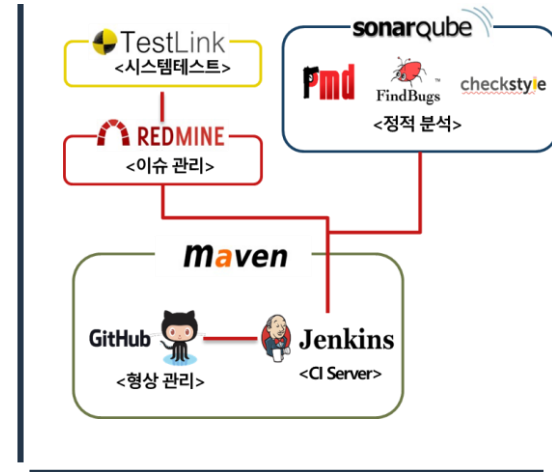 TestLink
<시스템테스트>
sonarqube
Pmd
FindBugs™
checkstyle
<정적 분석>
REDMINE
<이슈 관리>
maven
GitHub
Jenkins
<형상 관리>
<CI Server>